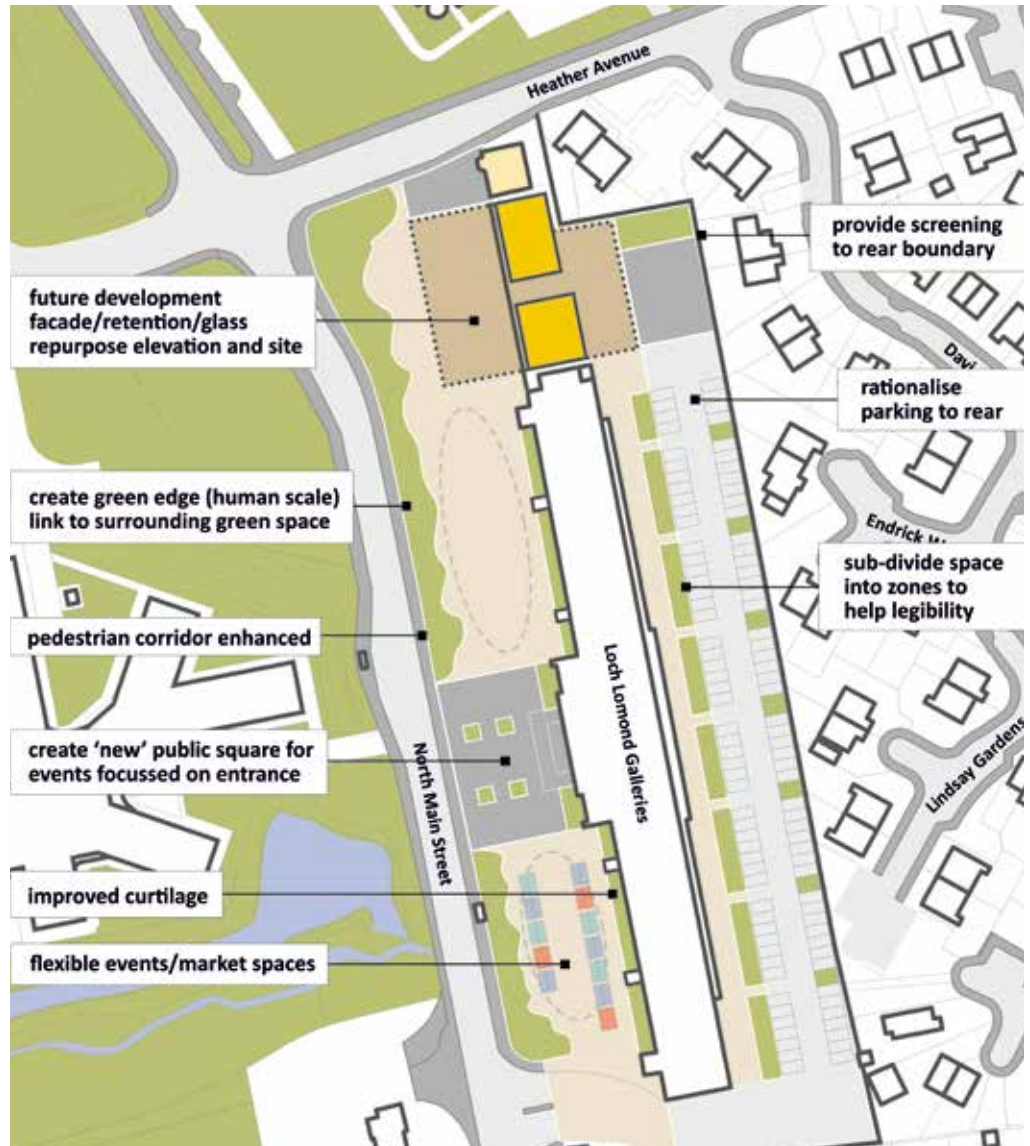 Heather Avenue
provide screening
to rear boundary
future development
facade/retention/glass
repurpose elevation and site
rationalise
parking to rear
create green edge (human scale)
link to surrounding green space
Endrick
sub-divide space
into zones to
help legibility
pedestrian corridor enhanced
Loch Lomond Galleries
create ‘new’ public square for
events focussed on entrance
North Main Street
Lindsay Gardens
improved curtilage
flexible events/market spaces